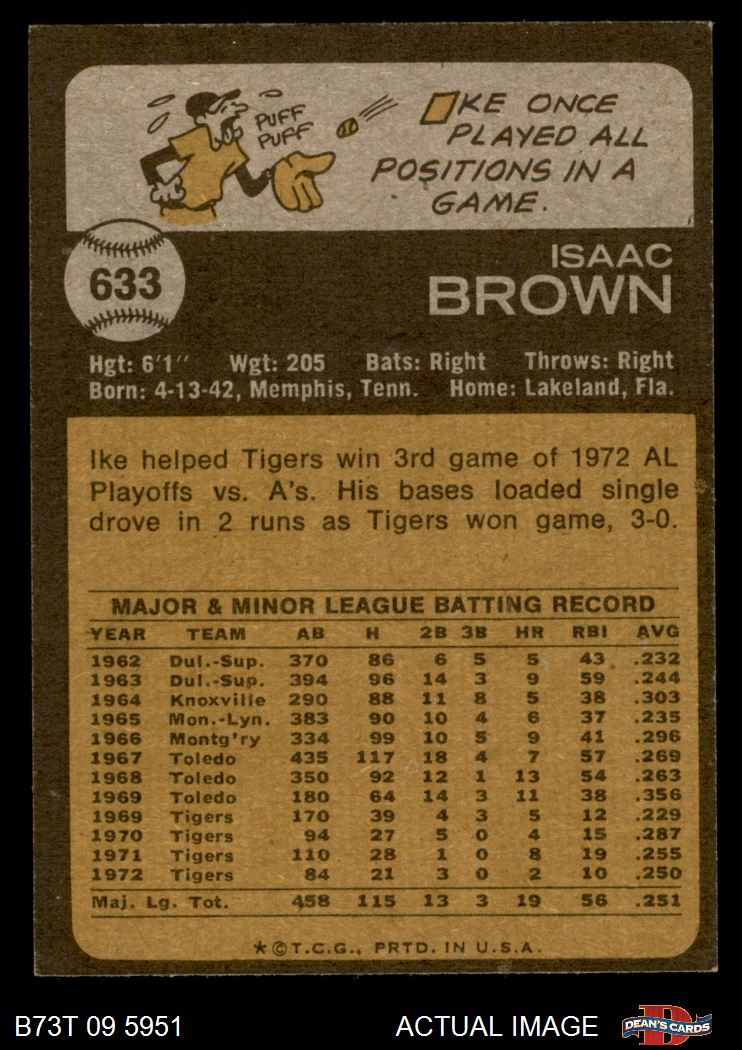 PUFF
PUFF
IKE ONCE
PLAYED ALL
POSITIONS IN A
GAME.
633
ISAAC
BROWN
Hgt: 6'1" Wgt: 205 Bats: Right Throws: Right
Born: 4-13-42, Memphis, Tenn. Home: Lakeland, Fla.
Ike helped Tigers win 3rd game of 1972 AL
Playoffs vs. A's. His bases loaded single
drove in 2 runs as Tigers won game, 3-0.
MAJOR & MINOR LEAGUE BATTING RECORD
YEAR TEAM AB H 2B 3B HR RBI AVG
1962 Dul.-Sup. 370 86 6 5 5 43 .232
1963 Dul.-Sup. 394 96 14 3 9 59 .244
1964 Knoxville 290 88 11 8 5 38 .303
1965 Mon.-Lyn. 383 90 10 4 6 37 .235
1966 Montg'ry 334 99 10 5 9 41 .296
1967 Toledo 435 117 18 4 7 57 .269
1968 Toledo 350 92 12 1 13 54 .263
1969 Toledo 180 64 14 3 11 38 .356
1969 Tigers 170 39 4 3 5 12 .229
1970 Tigers 94 27 5 0 4 15 .287
1971 Tigers 110 28 1 0 8 19 .255
1972 Tigers 84 21 3 0 2 10 .250
Maj. Lg. Tot. 458 115 13 3 19 56 .251
★©T.C.G., PRTD. IN U.S.A.
B73T 09 5951 ACTUAL IMAGE DEAN'S CARDS